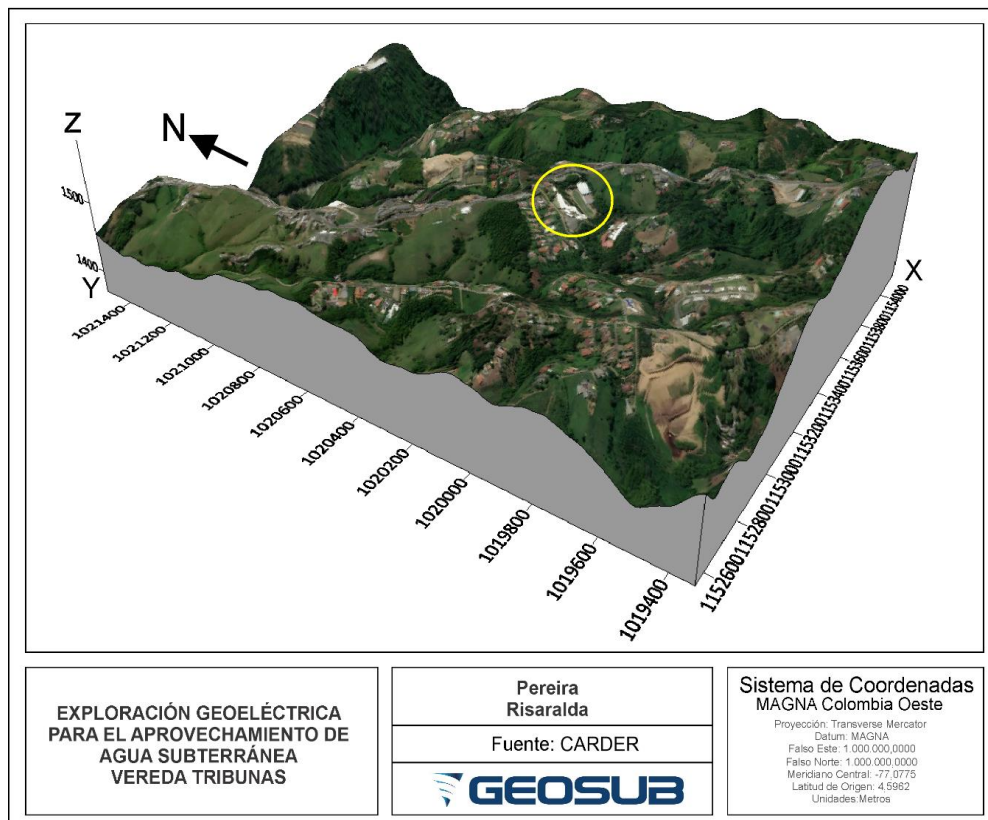 Z
N
1500
1400
Y
X
1021400
1021200
1021000
1020800
1020600
1020400
1020200
1020000
1019800
1019600
1019400
1152600
1152800
1153000
1153200
1153400
1153600
1153800
1154000
EXPLORACIÓN GEOELÉCTRICA
PARA EL APROVECHAMIENTO DE
AGUA SUBTERRÁNEA
VEREDA TRIBUNAS
Pereira
Risaralda
Fuente: CARDER
GEOSUB
Sistema de Coordenadas
MAGNA Colombia Oeste
Proyección: Transverse Mercator
Datum: MAGNA
Falso Este: 1.000.000,0000
Falso Norte: 1.000.000,0000
Meridiano Central: -77,0775
Latitud de Origen: 4,5962
Unidades:Metros